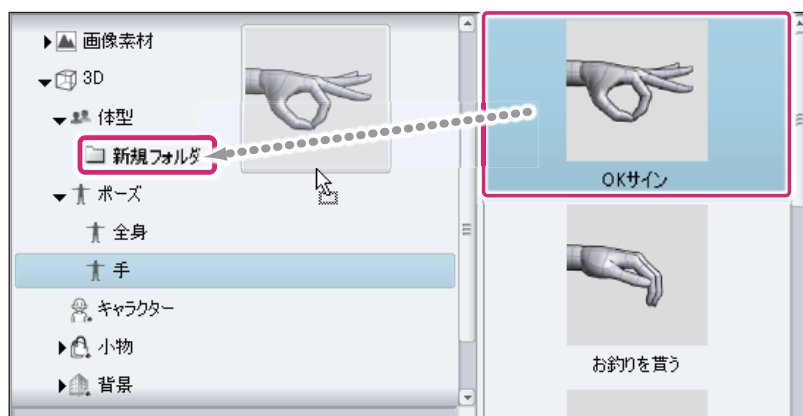 画像素材
3D
体型
新規フォルダ
ポーズ
全身
手
キャラクター
小物
背景
OKサイン
お釣りを貰う